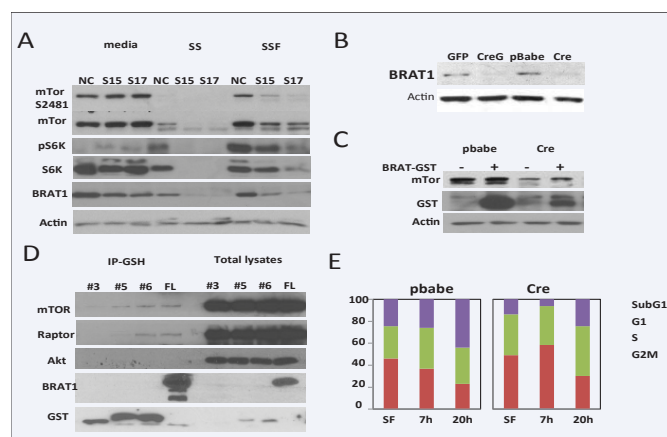 A
media SS SSF
NC S15 S17 NC S15 S17 NC S15 S17
mTor
S2481
mTor
pS6K
S6K
BRAT1
Actin
B
GFP CreG pBabe Cre
BRAT1
Actin
C
pbabe Cre
BRAT-GST - + - +
mTor
GST
Actin
D
IP-GSH Total lysates
#3 #5 #6 FL #3 #5 #6 FL
mTOR
Raptor
Akt
BRAT1
GST
E
pbabe Cre
100
80
60
40
20
0
SF 7h 20h SF 7h 20h
SubG1
G1
S
G2M